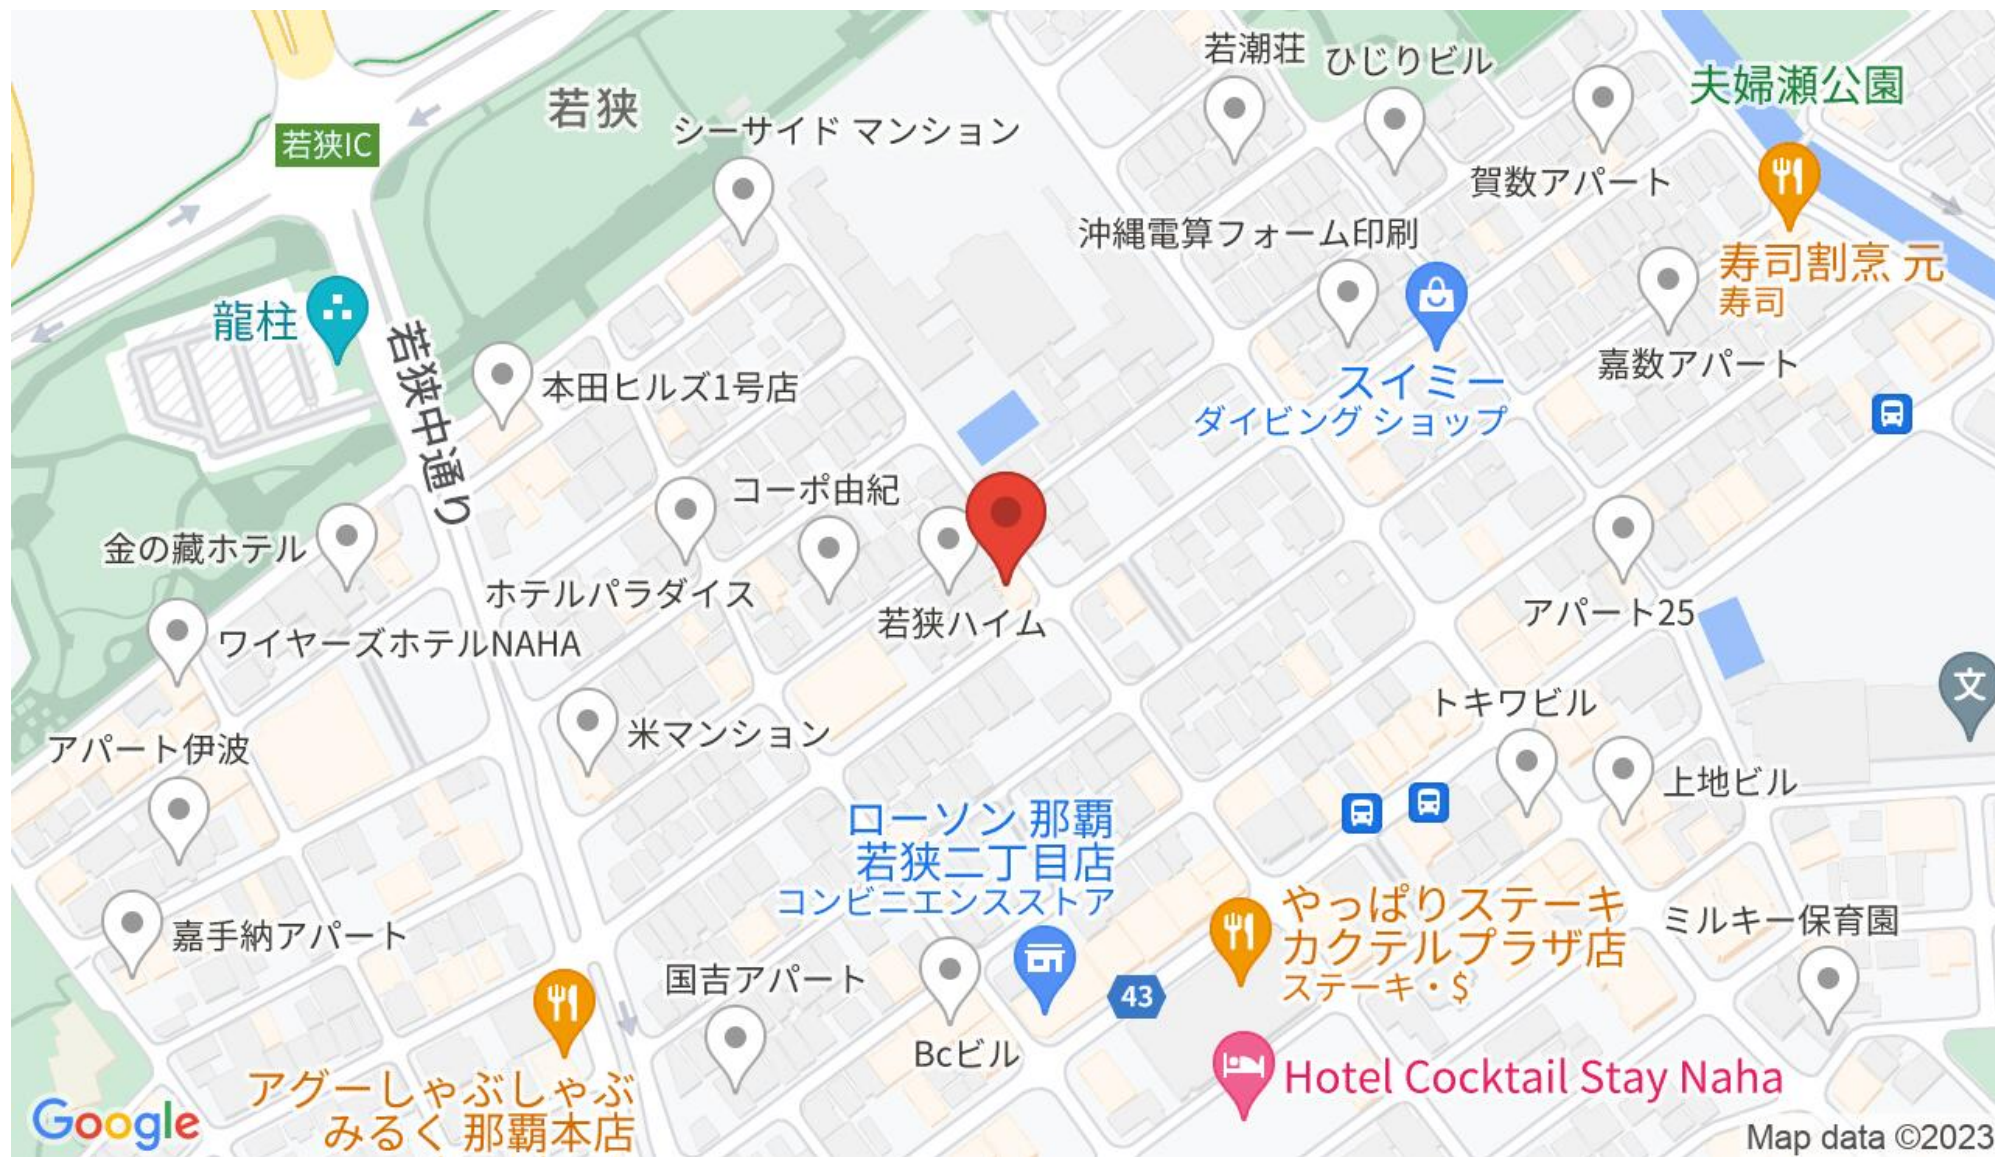 若潮荘
ひじりビル
夫婦瀬公園
若狭
若狭IC
シーサイド マンション
賀数アパート
沖縄電算フォーム印刷
寿司割烹 元
寿司
龍柱
若狭中通り
本田ヒルズ1号店
スイミー
ダイビング ショップ
嘉数アパート
コーポ由紀
金の藏ホテル
ホテルパラダイス
若狭ハイム
アパート25
ワイヤーズホテルNAHA
文
トキワビル
アパート伊波
米マンション
上地ビル
ローソン 那覇
若狭二丁目店
コンビニエンスストア
やっぱりステーキ
カクテルプラザ店
ステーキ・$
ミルキー保育園
嘉手納アパート
国吉アパート
43
Bcビル
Hotel Cocktail Stay Naha
アグーしゃぶしゃぶ
みるく 那覇本店
Google
Map data ©2023